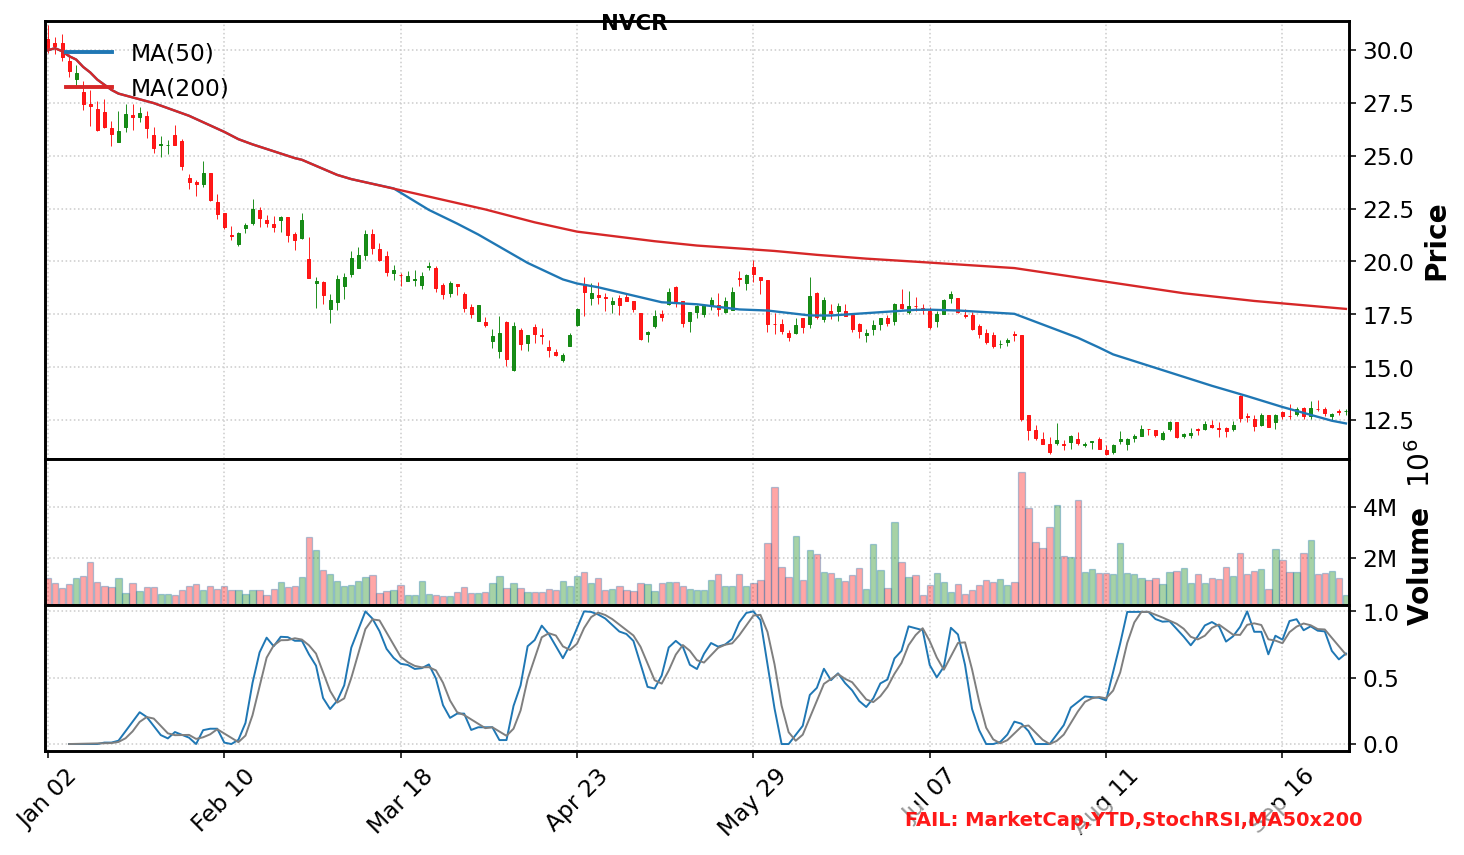 NVCR
MA(50)
MA(200)
30.0
27.5
25.0
22.5
20.0
17.5
15.0
12.5
Price
4M
2M
Volume 10⁶
1.0
0.5
0.0
Jan 02
Feb 10
Mar 18
Apr 23
May 29
Jul 07
Aug 11
Sep 16
FAIL: MarketCap,YTD,StochRSI,MA50x200